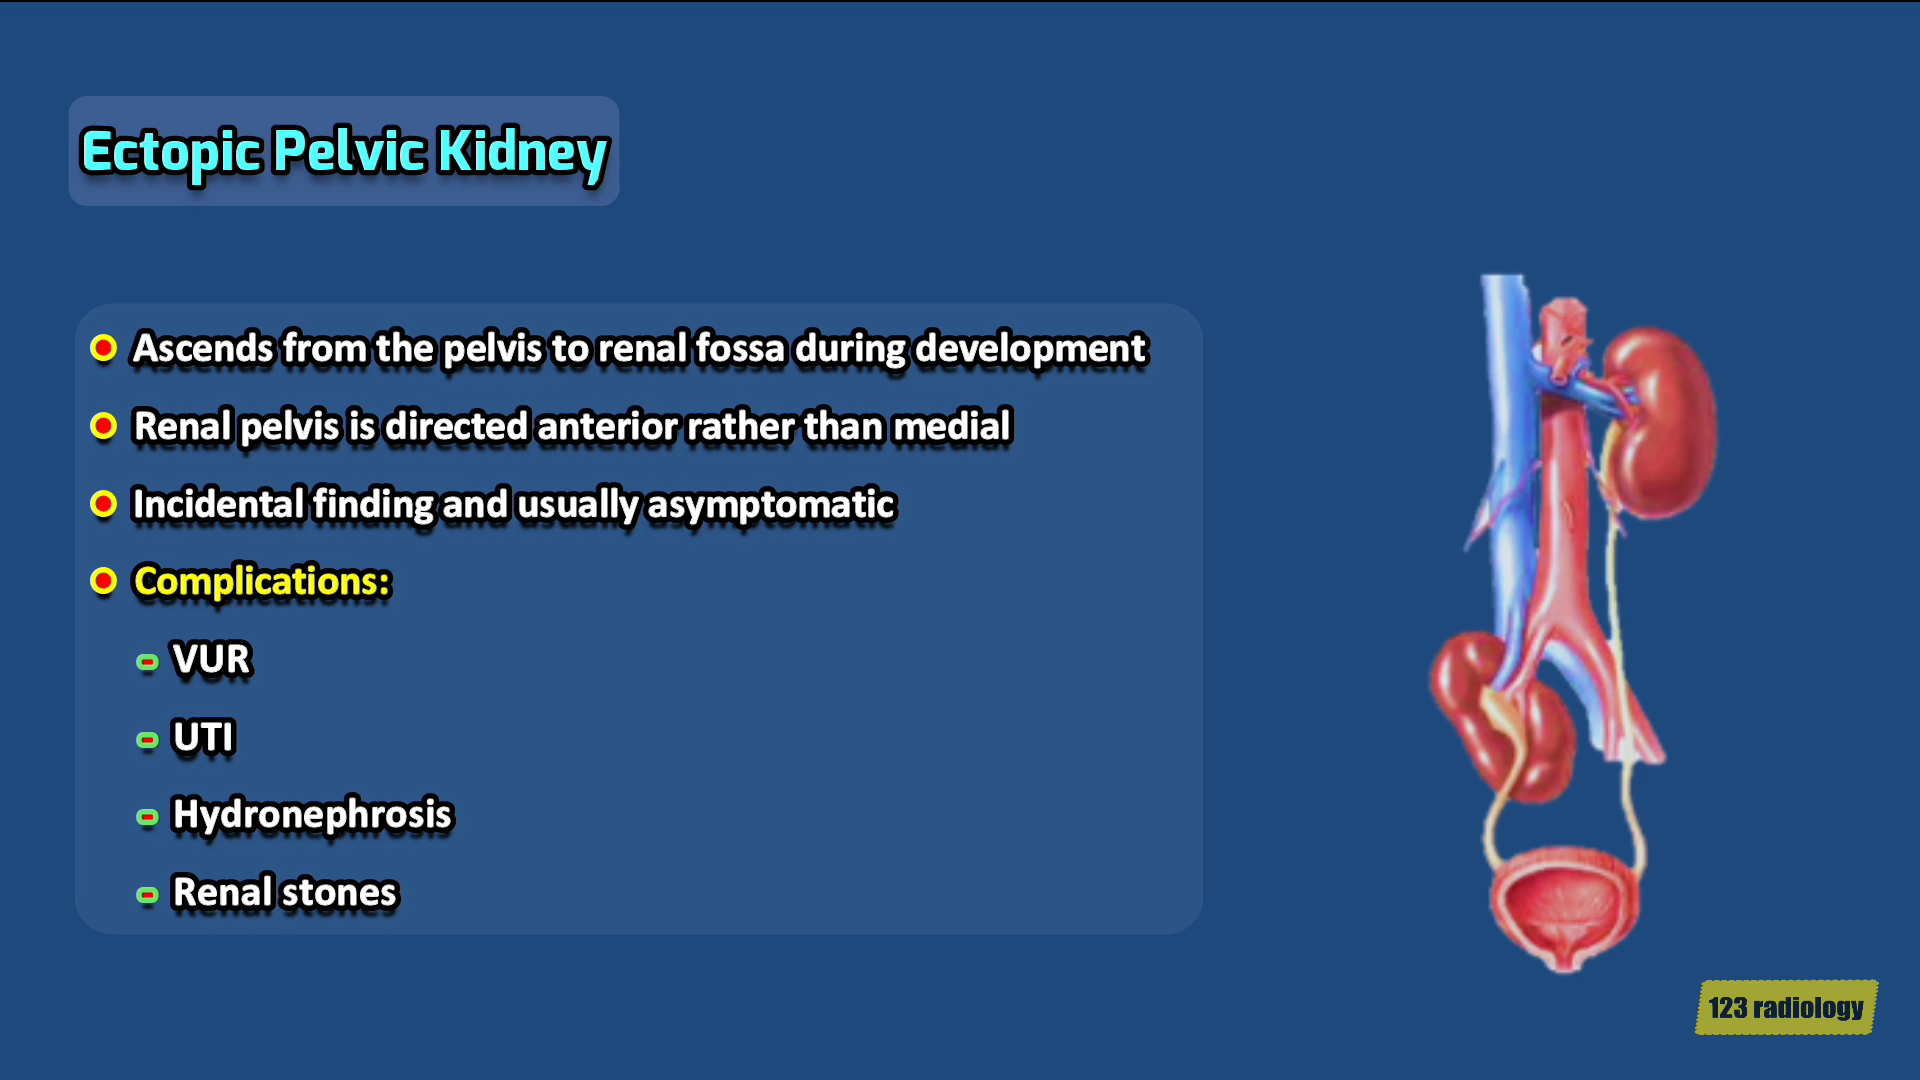 Ectopic Pelvic Kidney
Ascends from the pelvis to renal fossa during development
Renal pelvis is directed anterior rather than medial
Incidental finding and usually asymptomatic
Complications:
VUR
UTI
Hydronephrosis
Renal stones
123 radiology